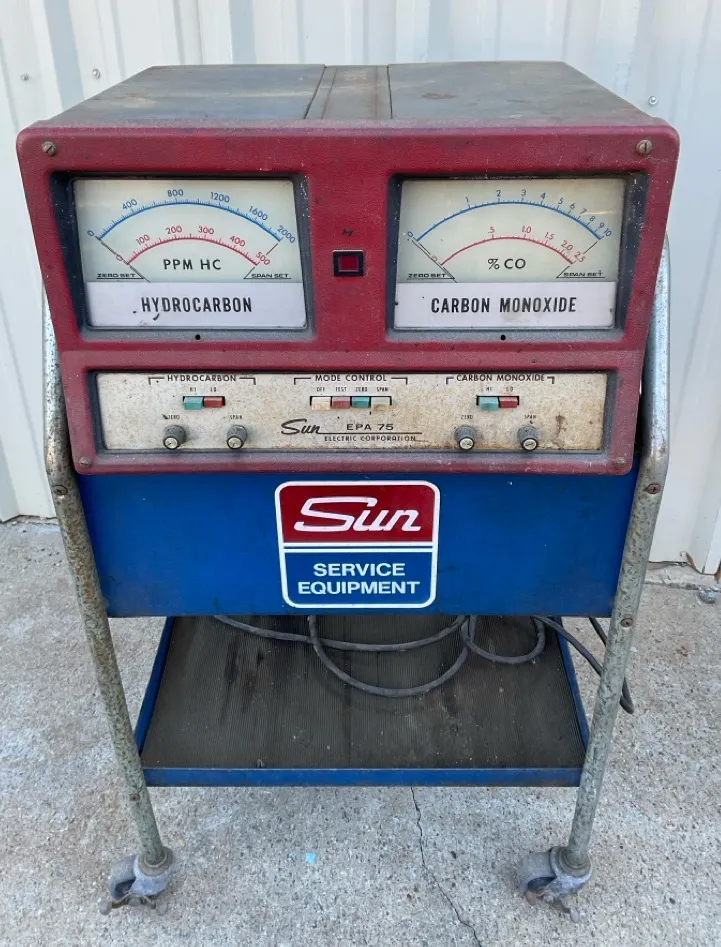 400 800 1200 1600 2000
0
100 200 300 400 500
0
PPM HC
ZERO SET SPAN SET
HYDROCARBON
1 2 3 4 5 6 7 8 9 10
0
.5 1.0 1.5 2.0 2.5
0
% CO
ZERO SET SPAN SET
CARBON MONOXIDE
HYDROCARBON
HI LO
ZERO SPAN
MODE CONTROL
OFF TEST ZERO SPAN
Sun EPA 75
ELECTRIC CORPORATION
CARBON MONOXIDE
HI LO
ZERO SPAN
Sun
SERVICE
EQUIPMENT